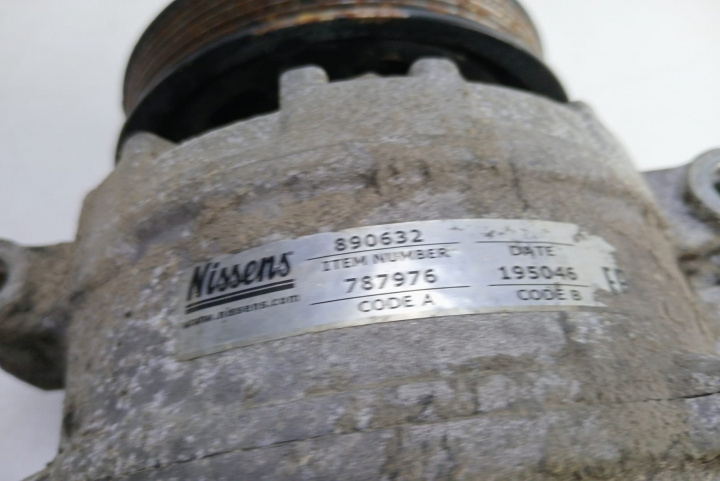 Nissens
www.nissens.com
890632
ITEM NUMBER
787976
CODE A
DATE
195046
CODE B